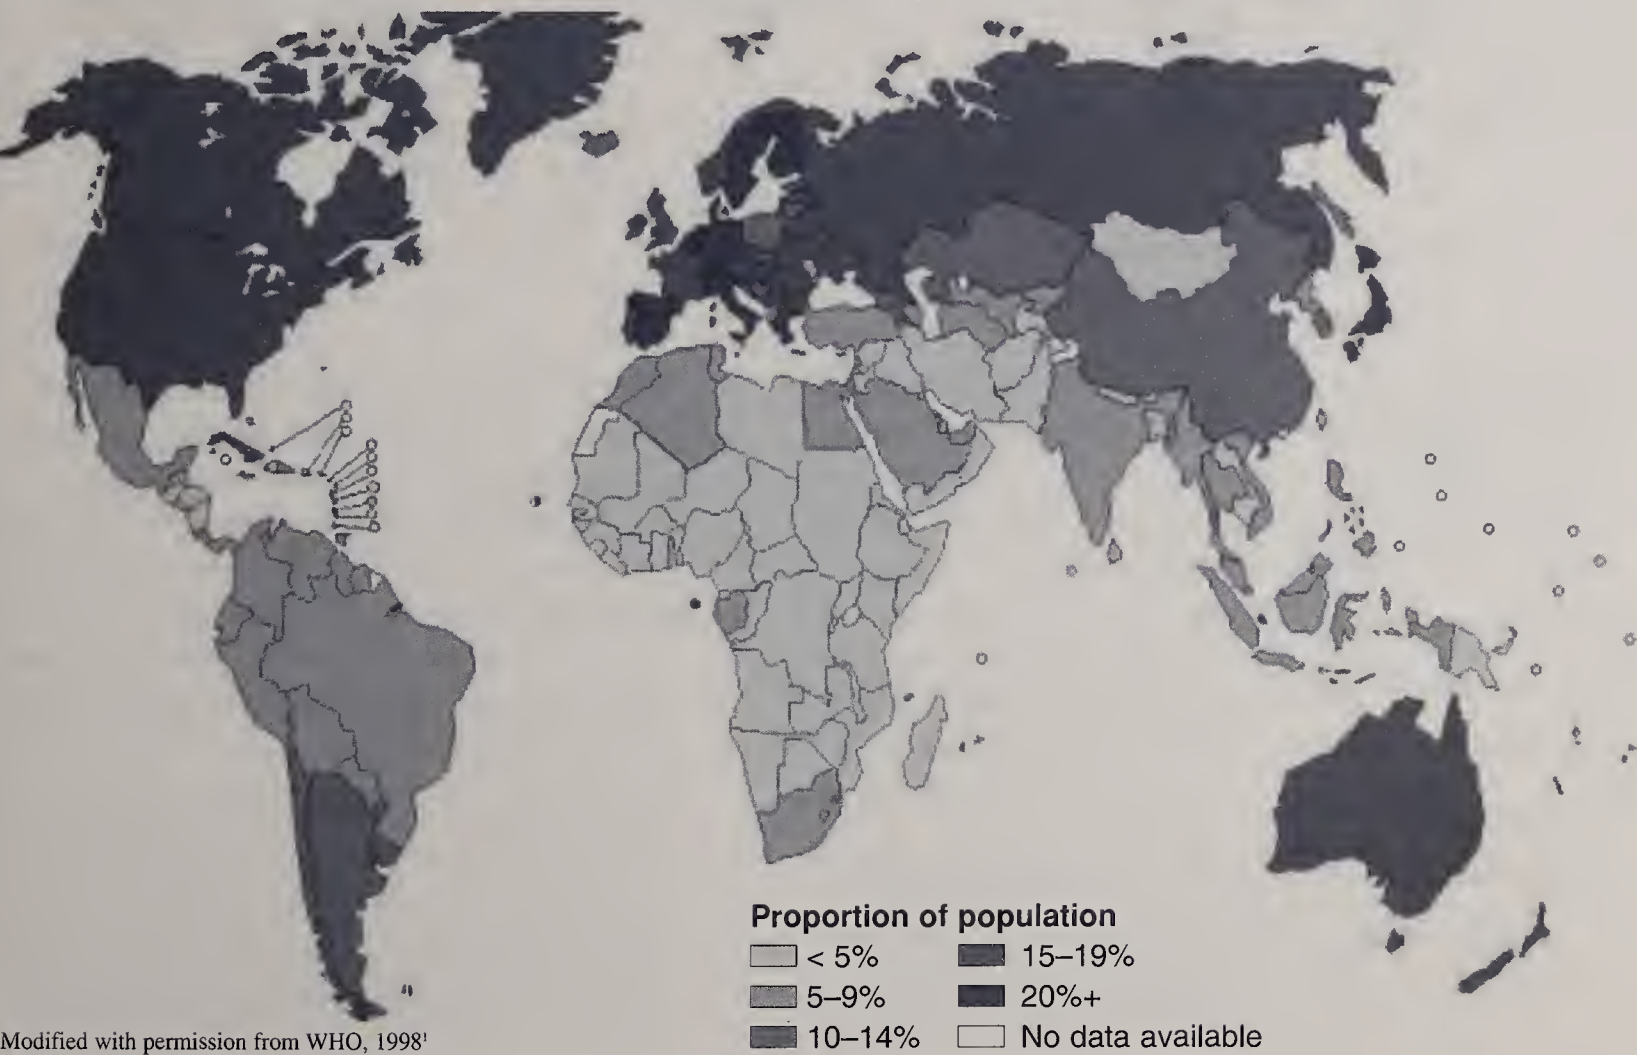 Proportion of population
< 5%
15–19%
5–9%
20%+
10–14%
No data available
Modified with permission from WHO, 1998¹